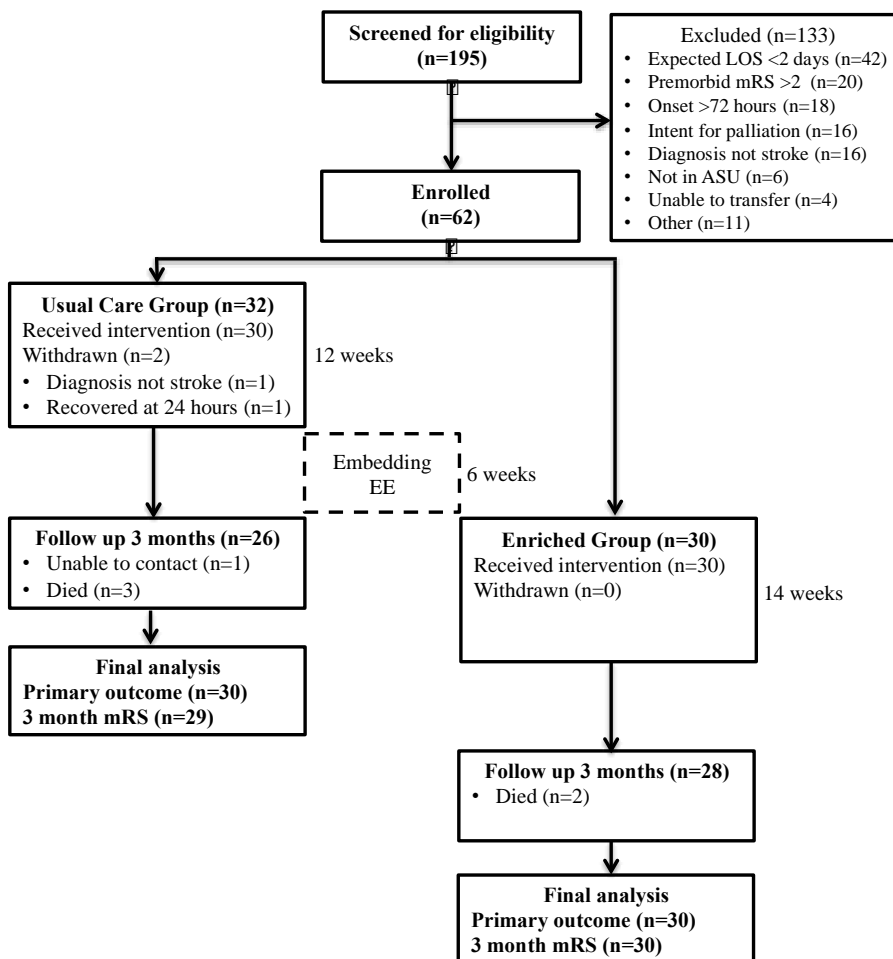 Screened for eligibility
(n=195)
Excluded (n=133)
• Expected LOS <2 days (n=42)
• Premorbid mRS >2 (n=20)
• Onset >72 hours (n=18)
• Intent for palliation (n=16)
• Diagnosis not stroke (n=16)
• Not in ASU (n=6)
• Unable to transfer (n=4)
• Other (n=11)
Enrolled
(n=62)
Usual Care Group (n=32)
Received intervention (n=30)
Withdrawn (n=2)
• Diagnosis not stroke (n=1)
• Recovered at 24 hours (n=1)
12 weeks
Embedding
EE
6 weeks
Follow up 3 months (n=26)
• Unable to contact (n=1)
• Died (n=3)
Enriched Group (n=30)
Received intervention (n=30)
Withdrawn (n=0)
14 weeks
Final analysis
Primary outcome (n=30)
3 month mRS (n=29)
Follow up 3 months (n=28)
• Died (n=2)
Final analysis
Primary outcome (n=30)
3 month mRS (n=30)